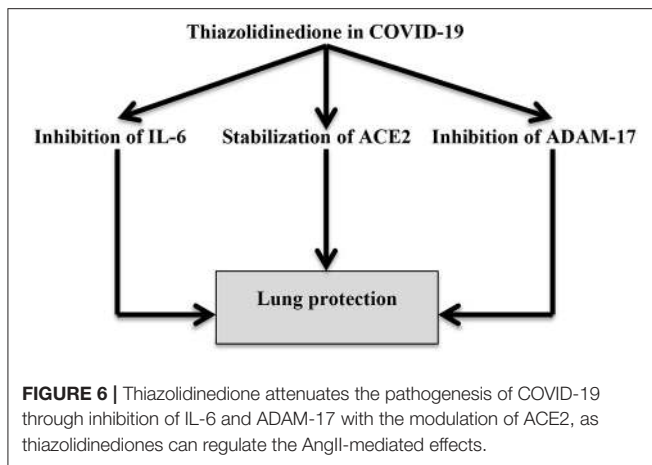 Thiazolidinedione in COVID-19
Inhibition of IL-6
Stabilization of ACE2
Inhibition of ADAM-17
Lung protection
FIGURE 6 | Thiazolidinedione attenuates the pathogenesis of COVID-19
through inhibition of IL-6 and ADAM-17 with the modulation of ACE2, as
thiazolidinediones can regulate the AngII-mediated effects.